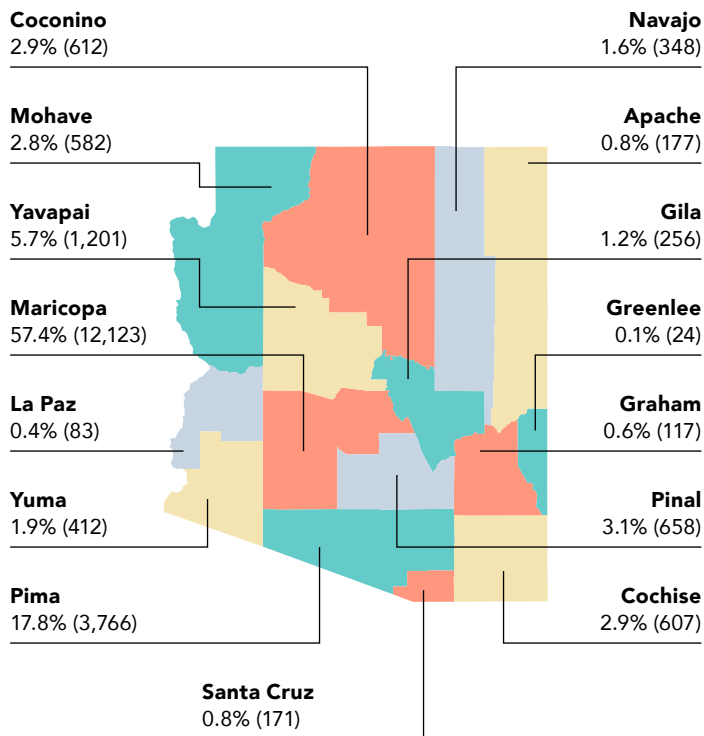 Coconino
2.9% (612)
Mohave
2.8% (582)
Yavapai
5.7% (1,201)
Maricopa
57.4% (12,123)
La Paz
0.4% (83)
Yuma
1.9% (412)
Pima
17.8% (3,766)
Santa Cruz
0.8% (171)
Navajo
1.6% (348)
Apache
0.8% (177)
Gila
1.2% (256)
Greenlee
0.1% (24)
Graham
0.6% (117)
Pinal
3.1% (658)
Cochise
2.9% (607)